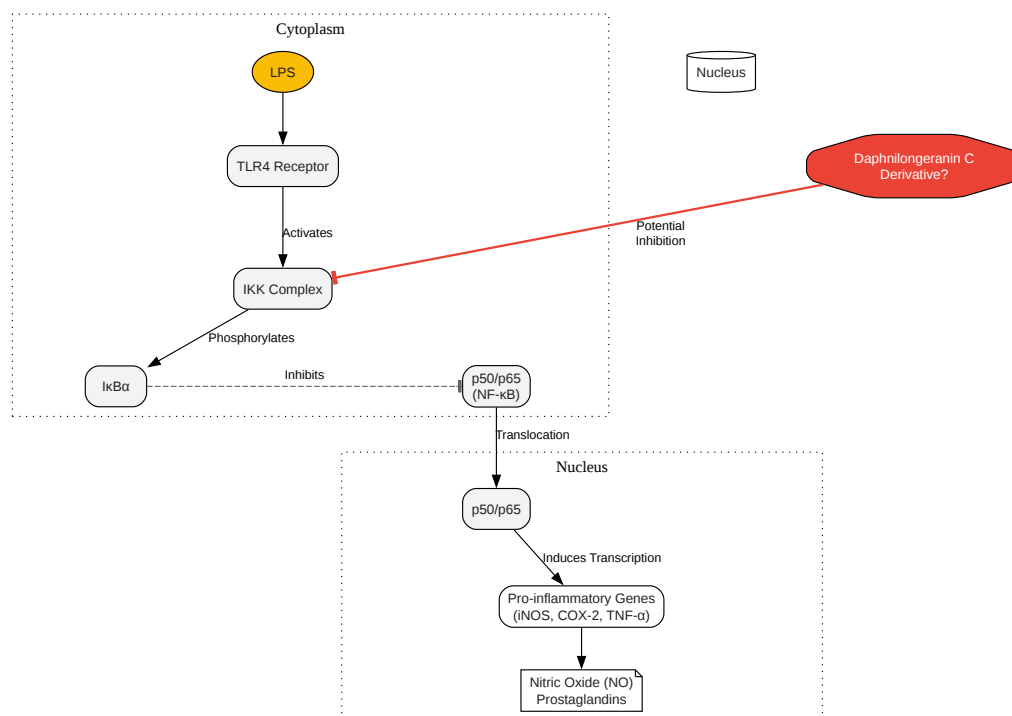 Cytoplasm
LPS
Nucleus
Daphnilongeranin C
Derivative?
TLR4 Receptor
Potential
Inhibition
Activates
IKK Complex
Phosphorylates
IκBα
Inhibits
p50/p65
(NF-κB)
Translocation
Nucleus
p50/p65
Induces Transcription
Pro-inflammatory Genes
(iNOS, COX-2, TNF-α)
Nitric Oxide (NO)
Prostaglandins